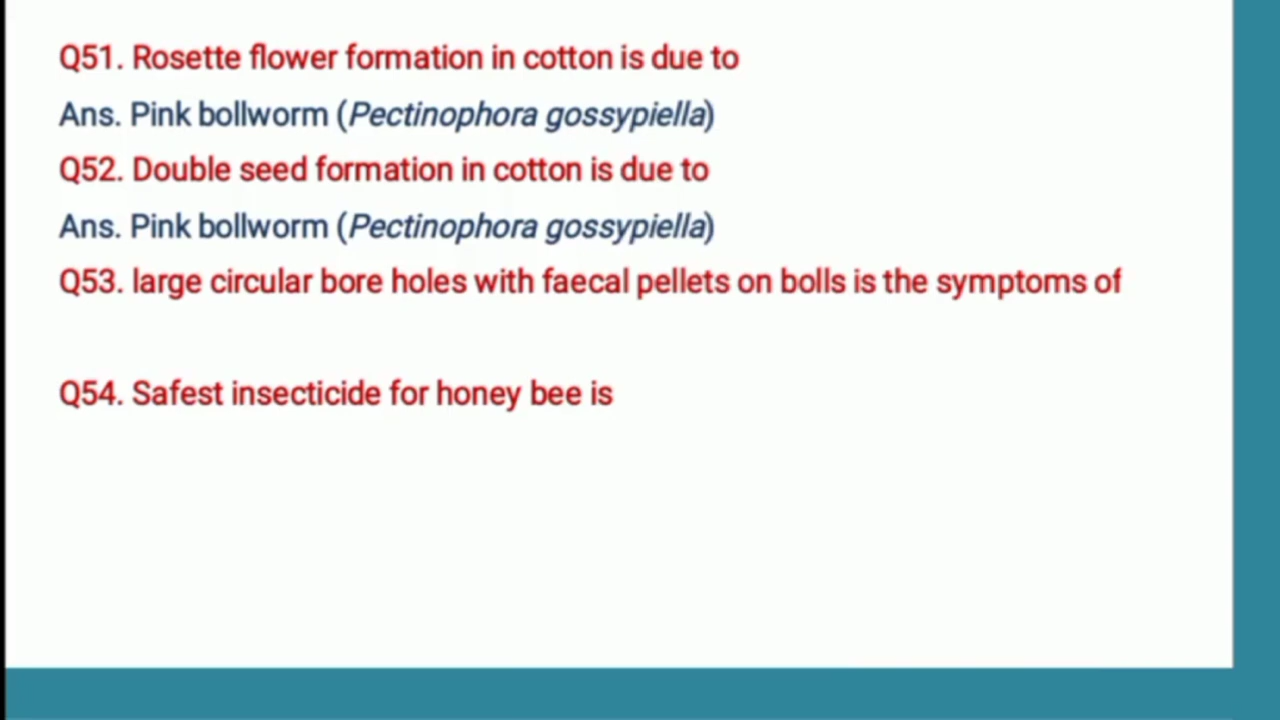 Q51. Rosette flower formation in cotton is due to
Ans. Pink bollworm (Pectinophora gossypiella)
Q52. Double seed formation in cotton is due to
Ans. Pink bollworm (Pectinophora gossypiella)
Q53. large circular bore holes with faecal pellets on bolls is the symptoms of
Q54. Safest insecticide for honey bee is